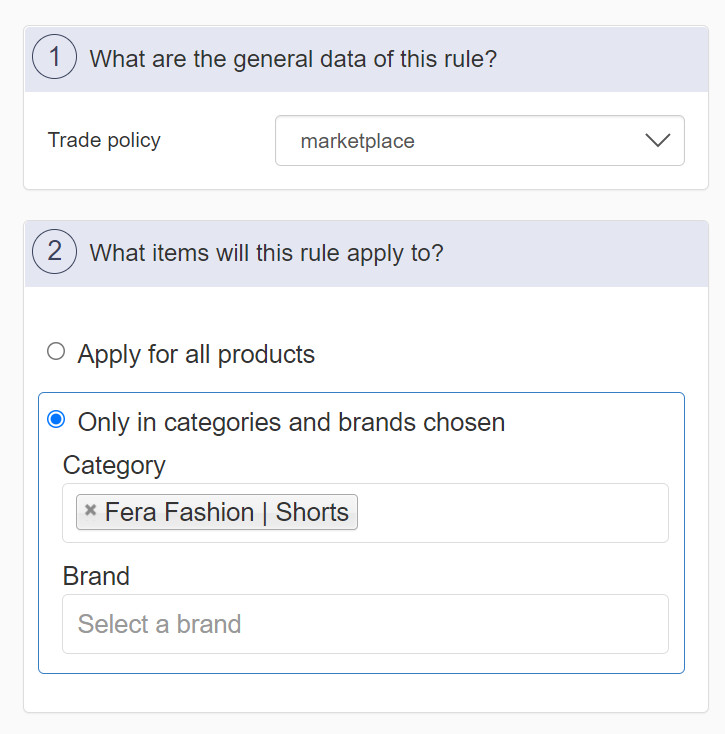 1 What are the general data of this rule?
Trade policy
marketplace
2 What items will this rule apply to?
Apply for all products
Only in categories and brands chosen
Category
× Fera Fashion | Shorts
Brand
Select a brand